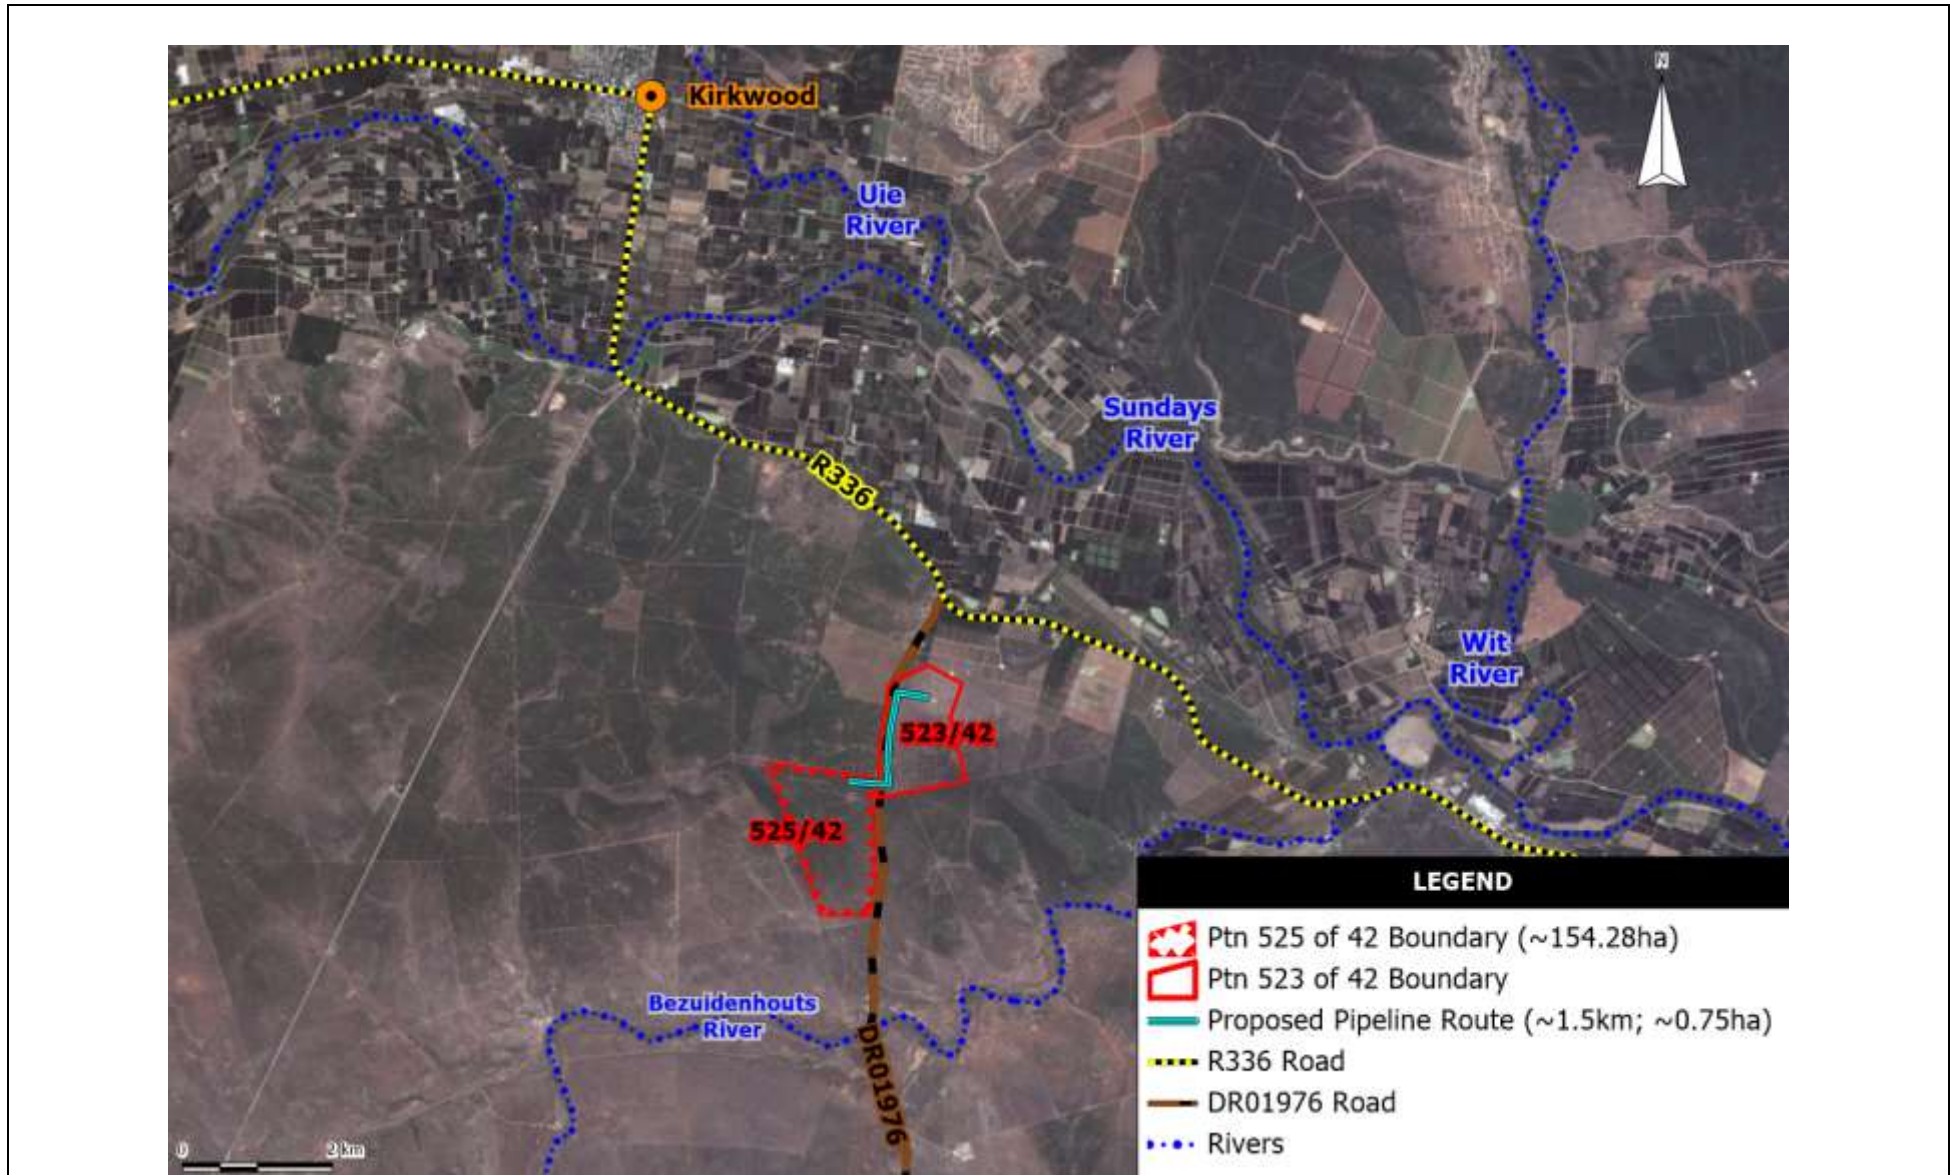 N
Kirkwood
Uie
River
Sundays
River
R336
Wit
River
523/42
525/42
Bezuidenhouts
River
DR01976
0 2 km
LEGEND
Ptn 525 of 42 Boundary (~154.28ha)
Ptn 523 of 42 Boundary
Proposed Pipeline Route (~1.5km; ~0.75ha)
R336 Road
DR01976 Road
Rivers